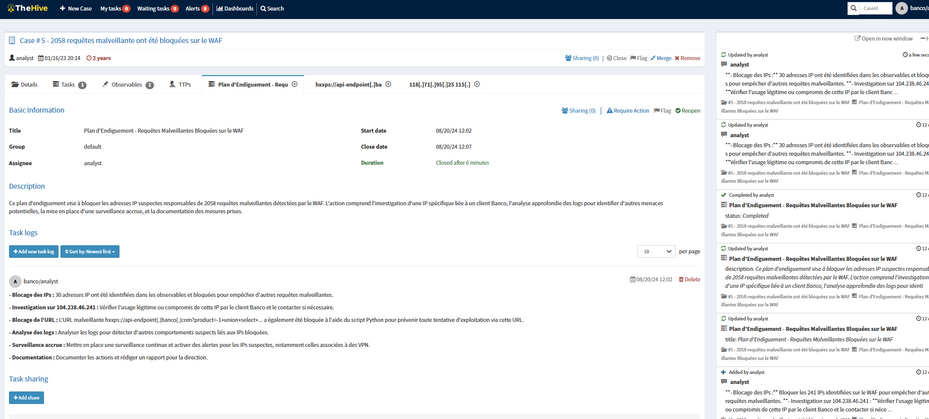 TheHive
+ New Case
My tasks 0
Waiting tasks 0
Alerts 0
Dashboards
Search
CaseId
A
banco/a
Case # 5 - 2058 requêtes malveillante ont été bloquées sur le WAF
analyst 01/16/23 20:14 2 years
Sharing (0) | Close Flag Merge Remove
Details
Tasks 1
Observables 2
TTPs
Plan d'Endiguement - Requ
hxxps://api-endpoint[.]ba
118[.]71[.]95[.]25 115[.]
Basic Information
Sharing (0) | Require Action Flag Reopen
Title Plan d'Endiguement - Requêtes Malveillantes Bloquées sur le WAF
Start date 08/20/24 12:02
Group default
Close date 08/20/24 12:07
Assignee analyst
Duration Closed after 6 minutes
Description
Ce plan d'endiguement vise à bloquer les adresses IP suspectes responsables de 2058 requêtes malveillantes détectées par le WAF. L'action comprend l'investigation d'une IP spécifique liée à un client Banco, l'analyse approfondie des logs pour identifier d'autres menaces
potentielles, la mise en place d'une surveillance accrue, et la documentation des mesures prises.
Task logs
+Add new task log
Sort by: Newest first
10
per page
A banco/analyst
08/20/24 12:02 Delete
- Blocage des IPs : 30 adresses IP ont été identifiées dans les observables et bloquées pour empêcher d'autres requêtes malveillantes.
- Investigation sur 104.238.46.241 : Vérifier l'usage légitime ou compromis de cette IP par le client Banco et le contacter si nécessaire.
- Blocage de l'URL : L'URL malveillante hxxps://api-endpoint[.]banco[.]com?product=-1+union+select+... a également été bloquée à l'aide du script Python pour prévenir toute tentative d'exploitation via cette URL.
- Analyse des logs : Analyser les logs pour détecter d'autres comportements suspects liés aux IPs bloquées.
- Surveillance accrue : Mettre en place une surveillance continue et activer des alertes pour les IPs suspectes, notamment celles associées à des VPN.
- Documentation : Documenter les actions et rédiger un rapport pour la direction.
Task sharing
+Add share
Open in new window
Updated by analyst
a few sec
analyst
**- Blocage des IPs :** 30 adresses IP ont été identifiées dans les observables et bloq
s pour empêcher d'autres requêtes malveillantes. **- Investigation sur 104.238.46.24
**Vérifier l'usage légitime ou compromis de cette IP par le client Banc ...
#5 - 2058 requêtes malveillante ont été bloquées sur le WAF Plan d'Endiguement - Requêtes M
illantes Bloquées sur le WAF
Updated by analyst
12
analyst
**- Blocage des IPs :** 30 adresses IP ont été identifiées dans les observables et bloq
s pour empêcher d'autres requêtes malveillantes. **- Investigation sur 104.238.46.24
**Vérifier l'usage légitime ou compromis de cette IP par le client Banc ...
#5 - 2058 requêtes malveillante ont été bloquées sur le WAF Plan d'Endiguement - Requêtes M
illantes Bloquées sur le WAF
Completed by analyst
12
Plan d'Endiguement - Requêtes Malveillantes Bloquées sur le WAF
status: Completed
#5 - 2058 requêtes malveillante ont été bloquées sur le WAF Plan d'Endiguement - Requêtes M
illantes Bloquées sur le WAF
Updated by analyst
12
Plan d'Endiguement - Requêtes Malveillantes Bloquées sur le WAF
description: Ce plan d'endiguement vise à bloquer les adresses IP suspectes responsab
de 2058 requêtes malveillantes détectées par le WAF. L'action comprend l'investigation
d'une IP spécifique liée à un client Banco, l'analyse approfondie des logs pour identi
#5 - 2058 requêtes malveillante ont été bloquées sur le WAF Plan d'Endiguement - Requêtes M
illantes Bloquées sur le WAF
Updated by analyst
12
Plan d'Endiguement - Requêtes Malveillantes Bloquées sur le WAF
title: Plan d'Endiguement - Requêtes Malveillantes Bloquées sur le WAF
#5 - 2058 requêtes malveillante ont été bloquées sur le WAF Plan d'Endiguement - Requêtes M
illantes Bloquées sur le WAF
Added by analyst
12
analyst
**- Blocage des IPs :** Bloquer les 241 IPs identifiées sur le WAF pour empêcher d'aut
requêtes malveillantes. **- Investigation sur 104.238.46.241 : **Vérifier l'usage légiti
ou compromis de cette IP par le client Banco et le contacter si néce ...